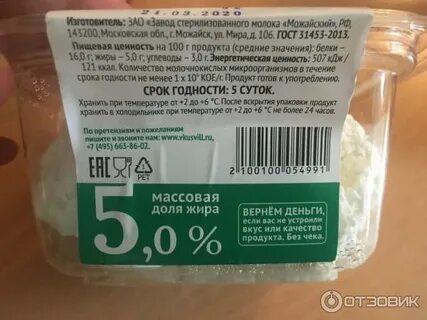 21.03.2020
Изготовитель: ЗАО «Завод стерилизованного молока «Можайский», РФ,
143200, Московская обл., г. Можайск, ул. Мира, д. 106. ГОСТ 31453-2013.
Пищевая ценность на 100 г продукта (средние значения): белки –
16,0 г; жиры – 5,0 г; углеводы – 3,0 г. Энергетическая ценность: 507 кДж /
121 ккал. Количество молочнокислых микроорганизмов в течение
срока годности не менее 1 х 10⁶ КОЕ/г. Продукт готов к употреблению.
СРОК ГОДНОСТИ: 5 СУТОК.
Хранить при температуре от +2 до +6 °С. После вскрытия упаковки продукт
хранить в холодильнике при температуре от +2 до +6 °С не более 24 часов.
По претензиям и пожеланиям
пишите и звоните нам: www.vkusvill.ru,
+7 (495) 663-86-02.
EAC
PET
2 100100 054991
массовая
доля жира
5,0 %
ВЕРНЁМ ДЕНЬГИ,
если вас не устроили
вкус или качество
продукта. Без чека.
ОТЗОВИК